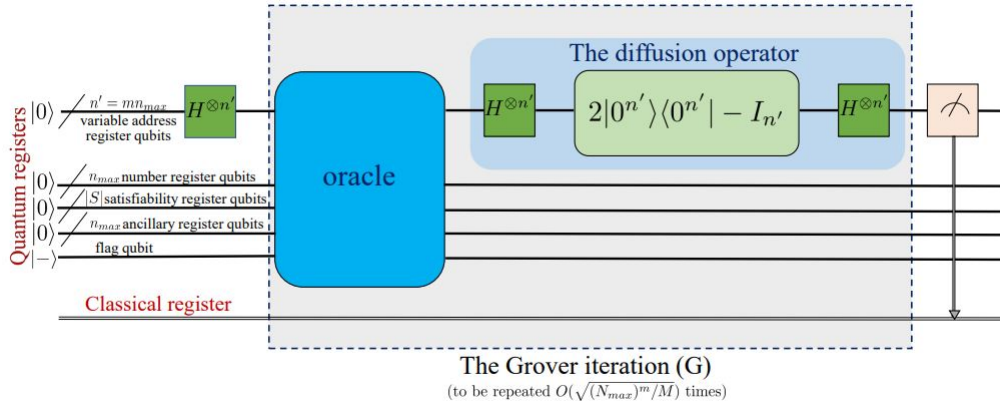 Quantum registers
|0⟩
n′ = mn_max
variable address
register qubits
H^{⊗n′}
oracle
The diffusion operator
H^{⊗n′}
2|0^{n′}⟩⟨0^{n′}| − I_{n′}
H^{⊗n′}
|0⟩ n_max number register qubits
|0⟩ |S| satisfiability register qubits
|0⟩ n_max ancillary register qubits
|−⟩ flag qubit
Classical register
The Grover iteration (G)
(to be repeated O(√((N_max)^m/M)) times)